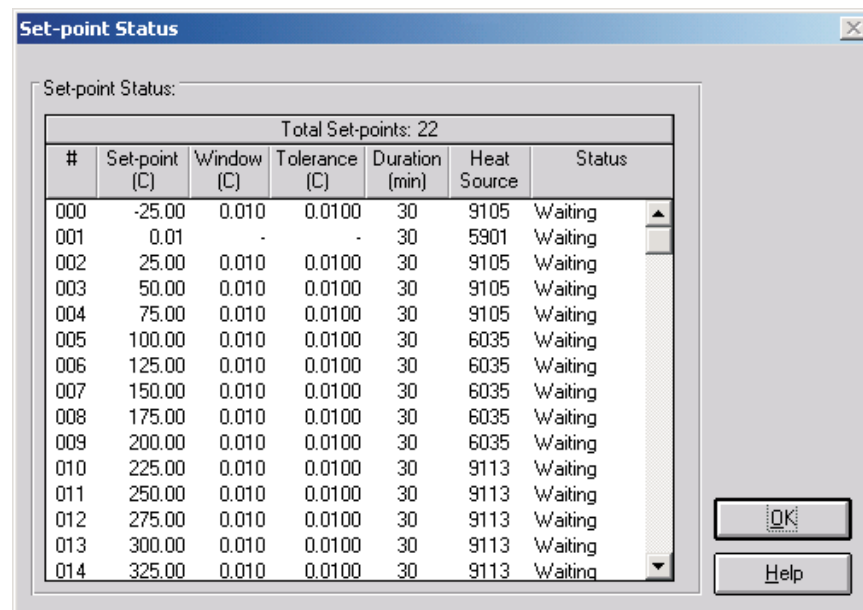 Set-point Status
Set-point Status:
Total Set-points: 22
# Set-point Window Tolerance Duration Heat Status
(C) (C) (C) (min) Source
000 -25.00 0.010 0.0100 30 9105 Waiting
001 0.01 - - 30 5901 Waiting
002 25.00 0.010 0.0100 30 9105 Waiting
003 50.00 0.010 0.0100 30 9105 Waiting
004 75.00 0.010 0.0100 30 9105 Waiting
005 100.00 0.010 0.0100 30 6035 Waiting
006 125.00 0.010 0.0100 30 6035 Waiting
007 150.00 0.010 0.0100 30 6035 Waiting
008 175.00 0.010 0.0100 30 6035 Waiting
009 200.00 0.010 0.0100 30 6035 Waiting
010 225.00 0.010 0.0100 30 9113 Waiting
011 250.00 0.010 0.0100 30 9113 Waiting
012 275.00 0.010 0.0100 30 9113 Waiting
013 300.00 0.010 0.0100 30 9113 Waiting
014 325.00 0.010 0.0100 30 9113 Waiting
OK
Help